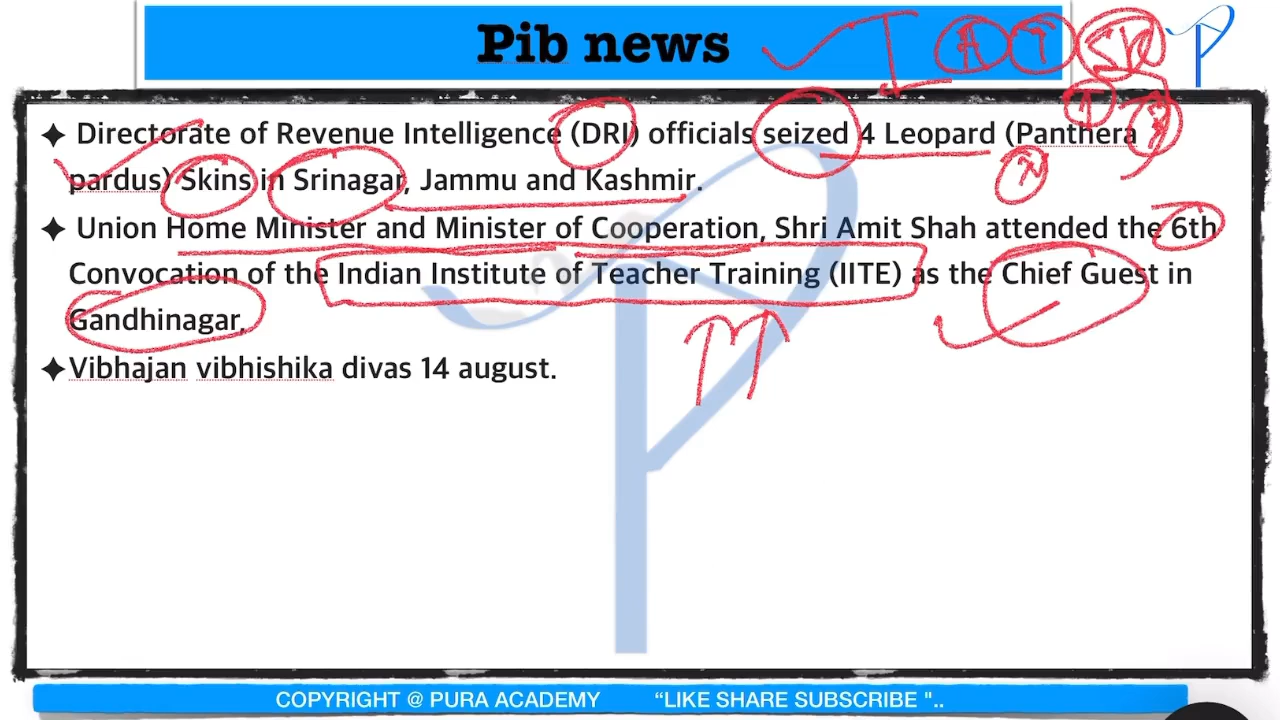 Pib news
✦ Directorate of Revenue Intelligence (DRI) officials seized 4 Leopard (Panthera
pardus) Skins in Srinagar, Jammu and Kashmir.
✦ Union Home Minister and Minister of Cooperation, Shri Amit Shah attended the 6th
Convocation of the Indian Institute of Teacher Training (IITE) as the Chief Guest in
Gandhinagar,
✦ Vibhajan vibhishika divas 14 august.
COPYRIGHT @ PURA ACADEMY “LIKE SHARE SUBSCRIBE "..